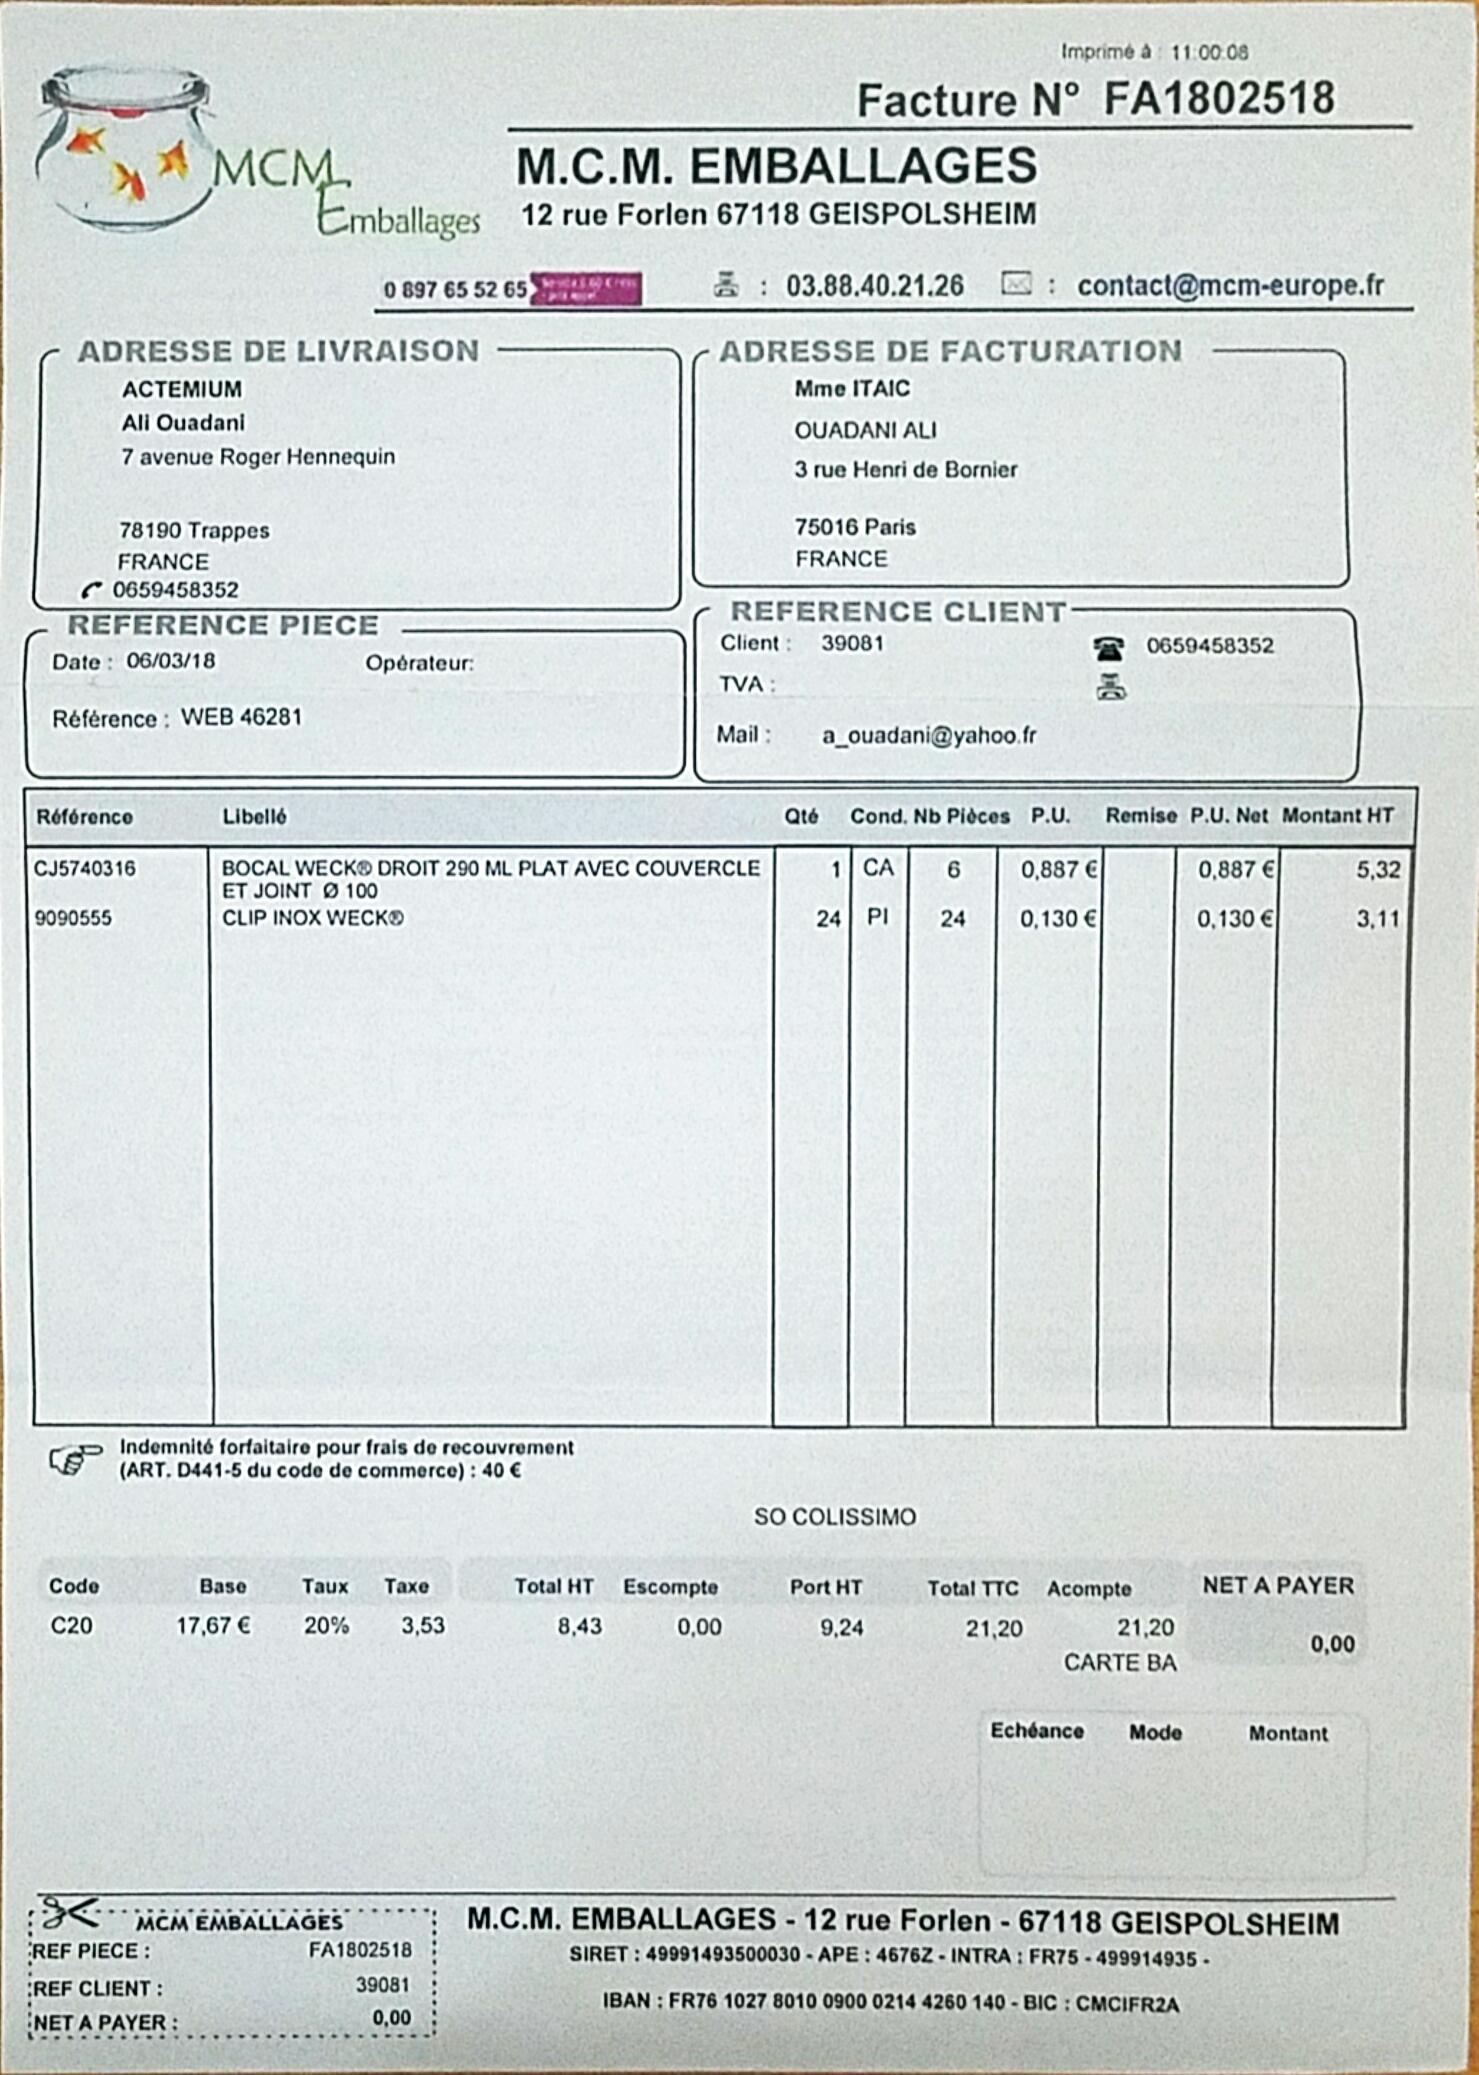 Imprimé à : 11:00:08
Facture N° FA1802518
MCM
Emballages
M.C.M. EMBALLAGES
12 rue Forlen 67118 GEISPOLSHEIM
0 897 65 52 65
: 03.88.40.21.26 : contact@mcm-europe.fr
ADRESSE DE LIVRAISON
ACTEMIUM
Ali Ouadani
7 avenue Roger Hennequin
78190 Trappes
FRANCE
0659458352
ADRESSE DE FACTURATION
Mme ITAIC
OUADANI ALI
3 rue Henri de Bornier
75016 Paris
FRANCE
REFERENCE PIECE
Date : 06/03/18 Opérateur:
Référence : WEB 46281
REFERENCE CLIENT
Client : 39081 0659458352
TVA :
Mail : a_ouadani@yahoo.fr
Référence Libellé Qté Cond. Nb Pièces P.U. Remise P.U. Net Montant HT
CJ5740316 BOCAL WECK® DROIT 290 ML PLAT AVEC COUVERCLE 1 CA 6 0,887 € 0,887 € 5,32
ET JOINT Ø 100
9090555 CLIP INOX WECK® 24 PI 24 0,130 € 0,130 € 3,11
Indemnité forfaitaire pour frais de recouvrement
(ART. D441-5 du code de commerce) : 40 €
SO COLISSIMO
Code Base Taux Taxe Total HT Escompte Port HT Total TTC Acompte NET A PAYER
C20 17,67 € 20% 3,53 8,43 0,00 9,24 21,20 21,20 0,00
CARTE BA
Echéance Mode Montant
MCM EMBALLAGES
REF PIECE : FA1802518
REF CLIENT : 39081
NET A PAYER : 0,00
M.C.M. EMBALLAGES - 12 rue Forlen - 67118 GEISPOLSHEIM
SIRET : 49991493500030 - APE : 4676Z - INTRA : FR75 - 499914935 -
IBAN : FR76 1027 8010 0900 0214 4260 140 - BIC : CMCIFR2A